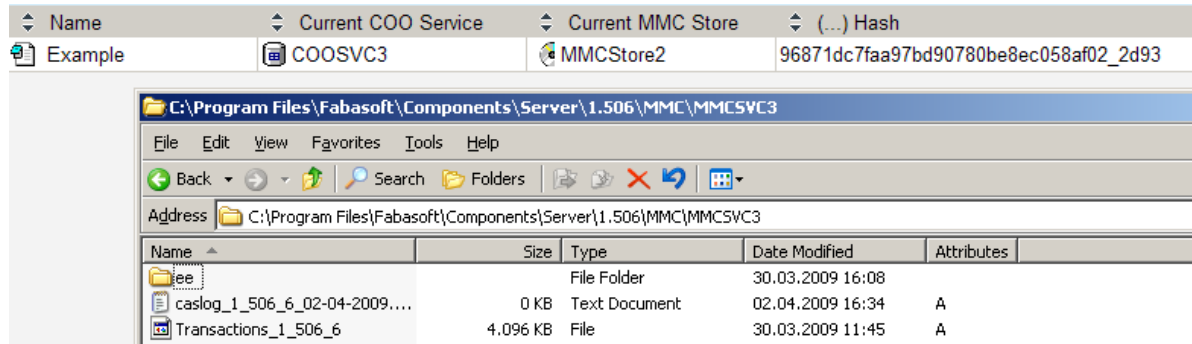 Name Current COO Service Current MMC Store (...) Hash
Example COOSVC3 MMCStore2 96871dc7faa97bd90780be8ec058af02_2d93
C:\Program Files\Fabasoft\Components\Server\1.506\MMC\MMCSVC3
File Edit View Favorites Tools Help
Back Search Folders
Address C:\Program Files\Fabasoft\Components\Server\1.506\MMC\MMCSVC3
Name Size Type Date Modified Attributes
ee File Folder 30.03.2009 16:08
caslog_1_506_6_02-04-2009.... 0 KB Text Document 02.04.2009 16:34 A
Transactions_1_506_6 4.096 KB File 30.03.2009 11:45 A